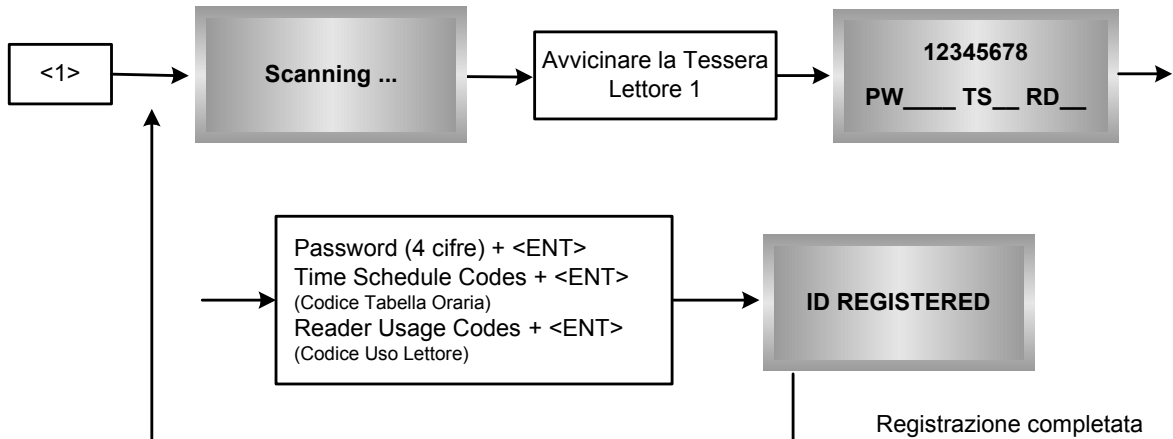 <1>
Scanning ...
Avvicinare la Tessera
Lettore 1
12345678
PW____ TS__ RD__
Password (4 cifre) + <ENT>
Time Schedule Codes + <ENT>
(Codice Tabella Oraria)
Reader Usage Codes + <ENT>
(Codice Uso Lettore)
ID REGISTERED
Registrazione completata